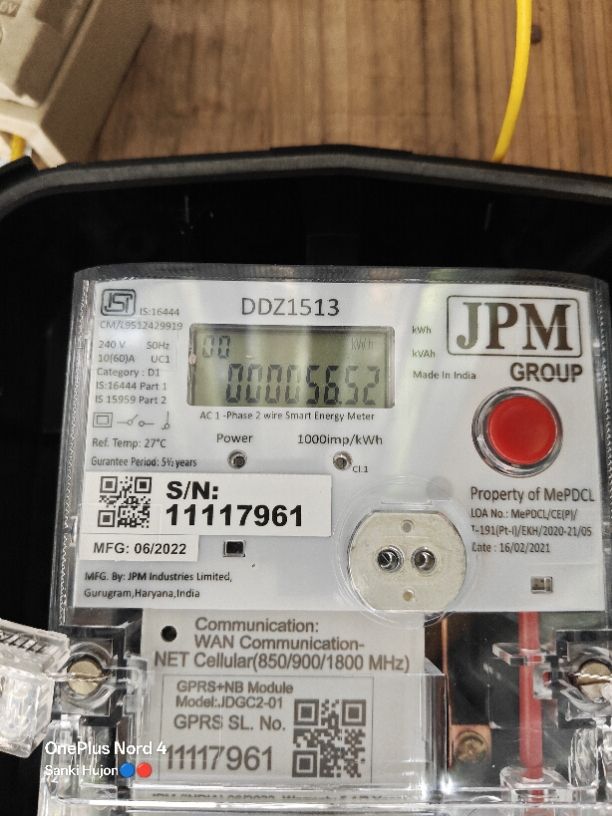 IS:16444
CM/L9512429919
DDZ1513
240 V 50Hz
10(60)A UC1
Category : D1
IS:16444 Part 1
IS 15959 Part 2
00 kWh
00005652
kWh
kVAh
Made in India
JPM
GROUP
AC 1 -Phase 2 wire Smart Energy Meter
Ref. Temp: 27°C
Gurantee Period: 5½ years
Power
1000imp/kWh
Cl.1
S/N:
11117961
MFG: 06/2022
Property of MePDCL
LOA No.: MePDCL/CE(P)/
T-191(Pt-I)/EKH/2020-21/05
Date : 16/02/2021
MFG. By: JPM Industries Limited,
Gurugram,Haryana,India
Communication:
WAN Communication-
NET Cellular(850/900/1800 MHz)
GPRS+NB Module
Model:JDGC2-01
GPRS SL. No.
11117961
OnePlus Nord 4
Sanki Hujon